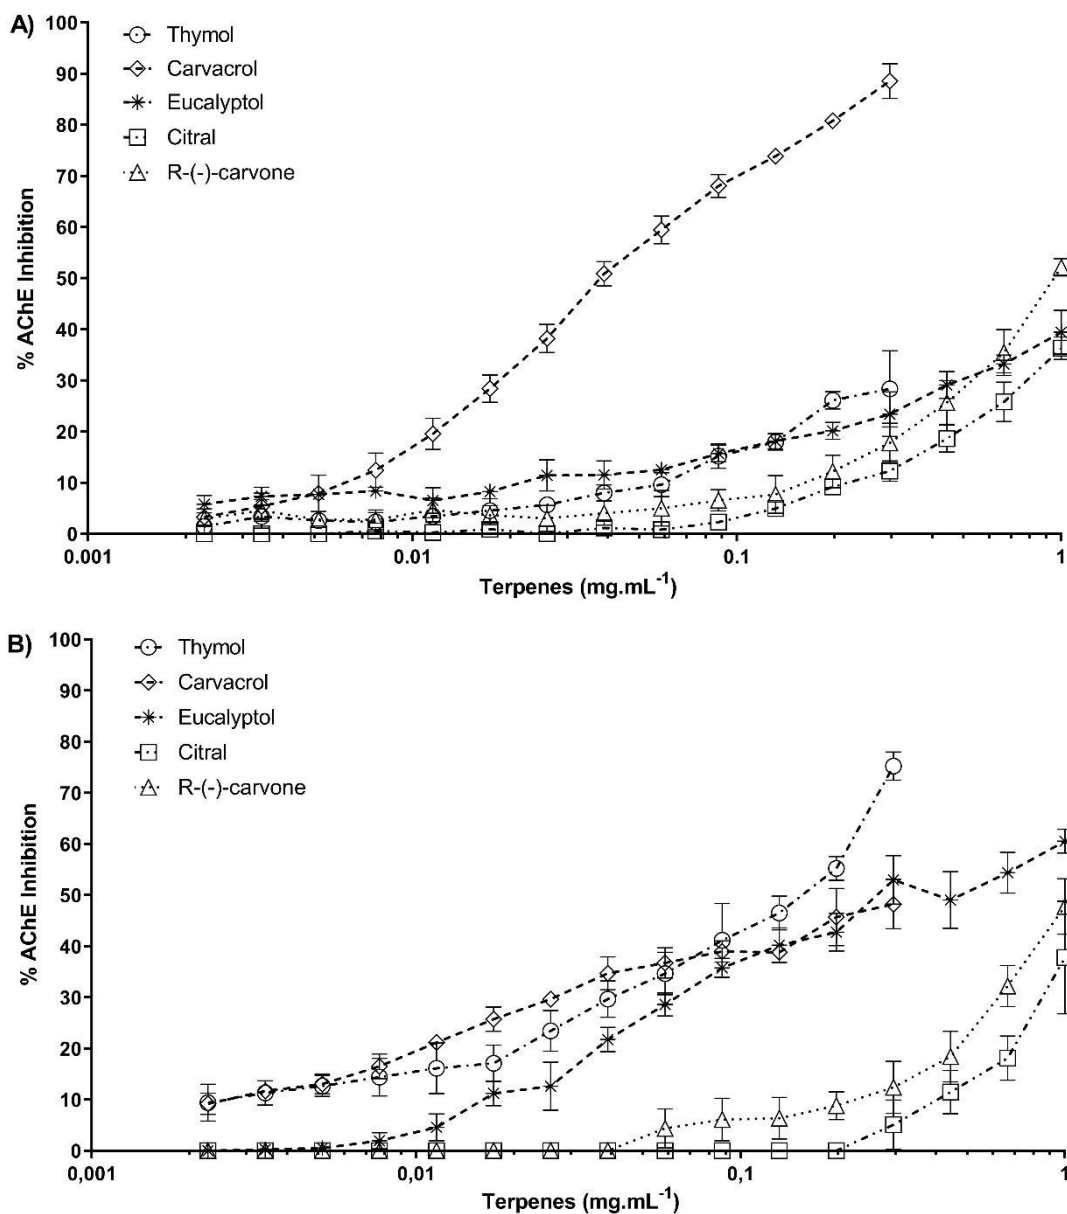 A)
Thymol
Carvacrol
Eucalyptol
Citral
R-(-)-carvone
% AChE Inhibition
100
90
80
70
60
50
40
30
20
10
0
0.001 0.01 0.1 1
Terpenes (mg.mL-1)
B)
Thymol
Carvacrol
Eucalyptol
Citral
R-(-)-carvone
% AChE Inhibition
100
90
80
70
60
50
40
30
20
10
0
0,001 0,01 0,1 1
Terpenes (mg.mL-1)